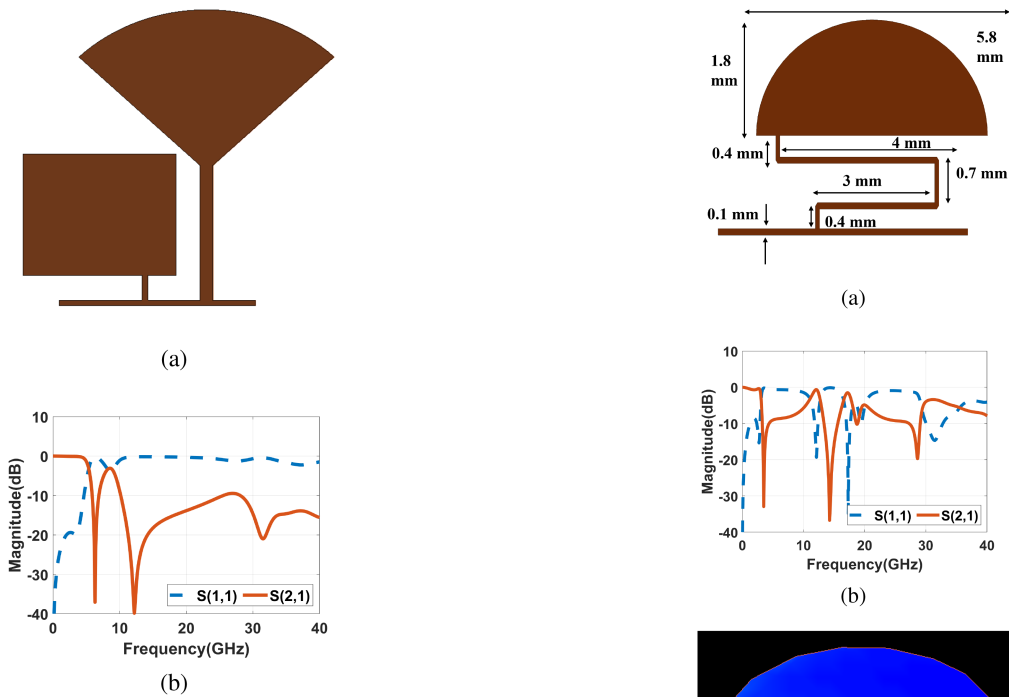 (a)
10
0
-10
-20
-30
-40
Magnitude(dB)
S(1,1) S(2,1)
0 10 20 30 40
Frequency(GHz)
(b)
5.8
mm
1.8
mm
0.4 mm
4 mm
0.7 mm
3 mm
0.1 mm
0.4 mm
(a)
10
0
-10
-20
-30
-40
Magnitude(dB)
S(1,1) S(2,1)
0 10 20 30 40
Frequency(GHz)
(b)